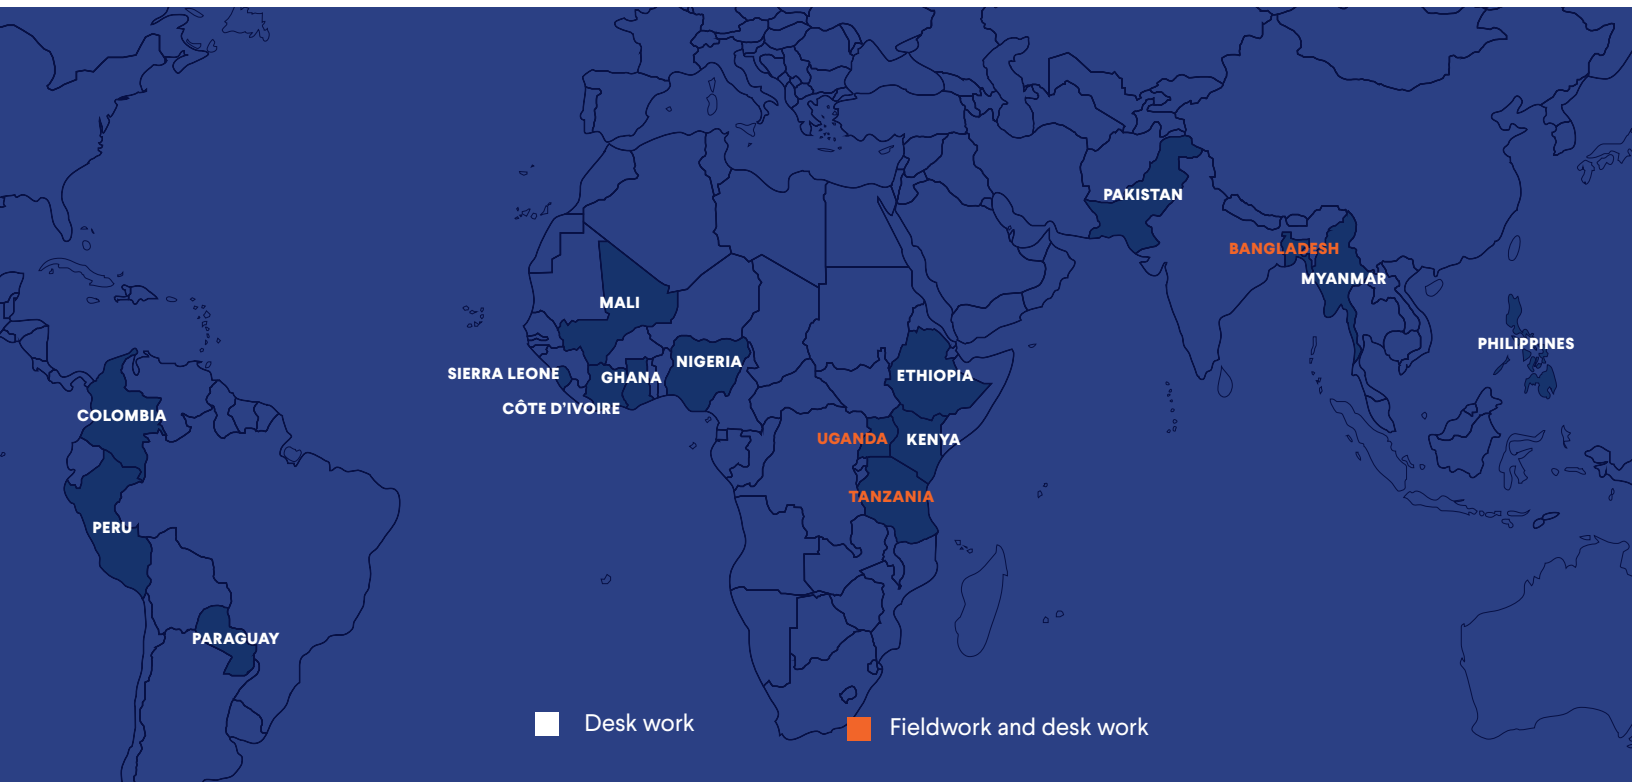 PAKISTAN
BANGLADESH
MYANMAR
MALI
PHILIPPINES
NIGERIA
SIERRA LEONE
GHANA
ETHIOPIA
CÔTE D'IVOIRE
COLOMBIA
UGANDA
KENYA
TANZANIA
PERU
PARAGUAY
Desk work
Fieldwork and desk work